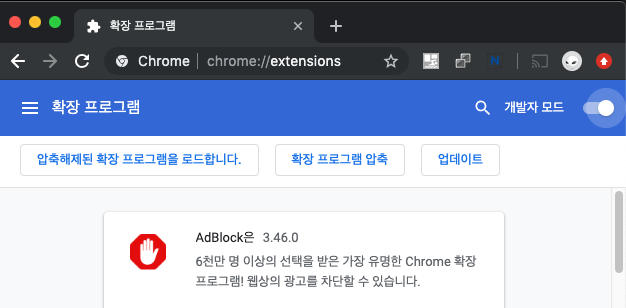 확장 프로그램
Chrome | chrome://extensions
확장 프로그램 개발자 모드
압축해제된 확장 프로그램을 로드합니다. 확장 프로그램 압축 업데이트
AdBlock은 3.46.0
6천만 명 이상의 선택을 받은 가장 유명한 Chrome 확장
프로그램! 웹상의 광고를 차단할 수 있습니다.